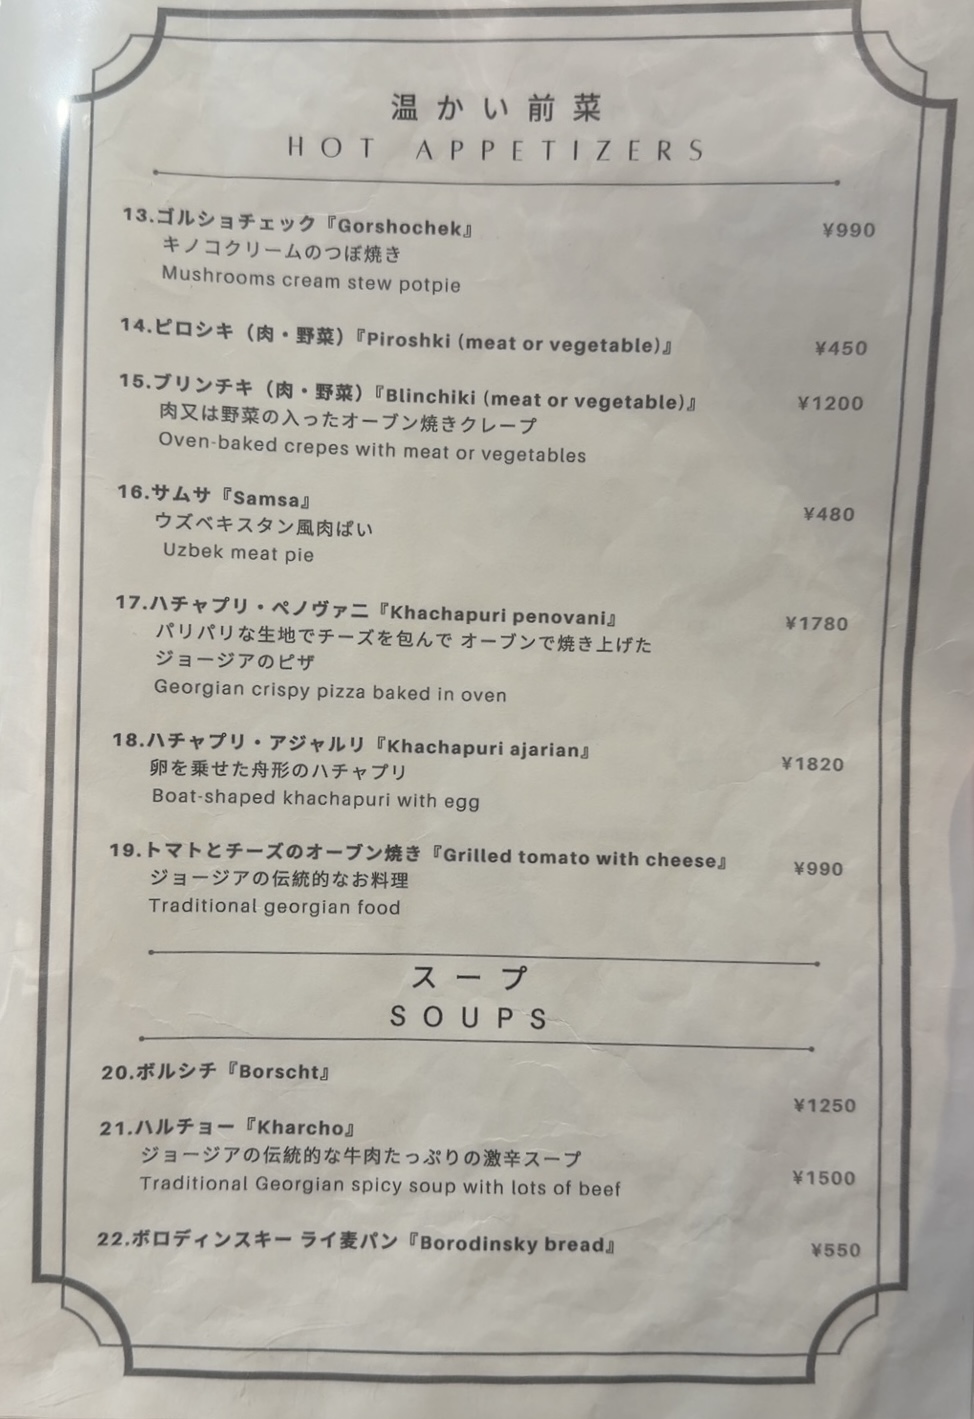 温かい前菜
HOT APPETIZERS
13.ゴルショチェック『Gorshochek』 ¥990
キノコクリームのつぼ焼き
Mushrooms cream stew potpie
14.ピロシキ（肉・野菜）『Piroshki (meat or vegetable)』 ¥450
15.ブリンチキ（肉・野菜）『Blinchiki (meat or vegetable)』 ¥1200
肉又は野菜の入ったオーブン焼きクレープ
Oven-baked crepes with meat or vegetables
16.サムサ『Samsa』 ¥480
ウズベキスタン風肉ぱい
Uzbek meat pie
17.ハチャプリ・ペノヴァニ『Khachapuri penovani』 ¥1780
パリパリな生地でチーズを包んで オーブンで焼き上げた
ジョージアのピザ
Georgian crispy pizza baked in oven
18.ハチャプリ・アジャルリ『Khachapuri ajarian』 ¥1820
卵を乗せた舟形のハチャプリ
Boat-shaped khachapuri with egg
19.トマトとチーズのオーブン焼き『Grilled tomato with cheese』 ¥990
ジョージアの伝統的なお料理
Traditional georgian food
スープ
SOUPS
20.ボルシチ『Borscht』 ¥1250
21.ハルチョー『Kharcho』
ジョージアの伝統的な牛肉たっぷりの激辛スープ
Traditional Georgian spicy soup with lots of beef ¥1500
22.ボロディンスキー ライ麦パン『Borodinsky bread』 ¥550